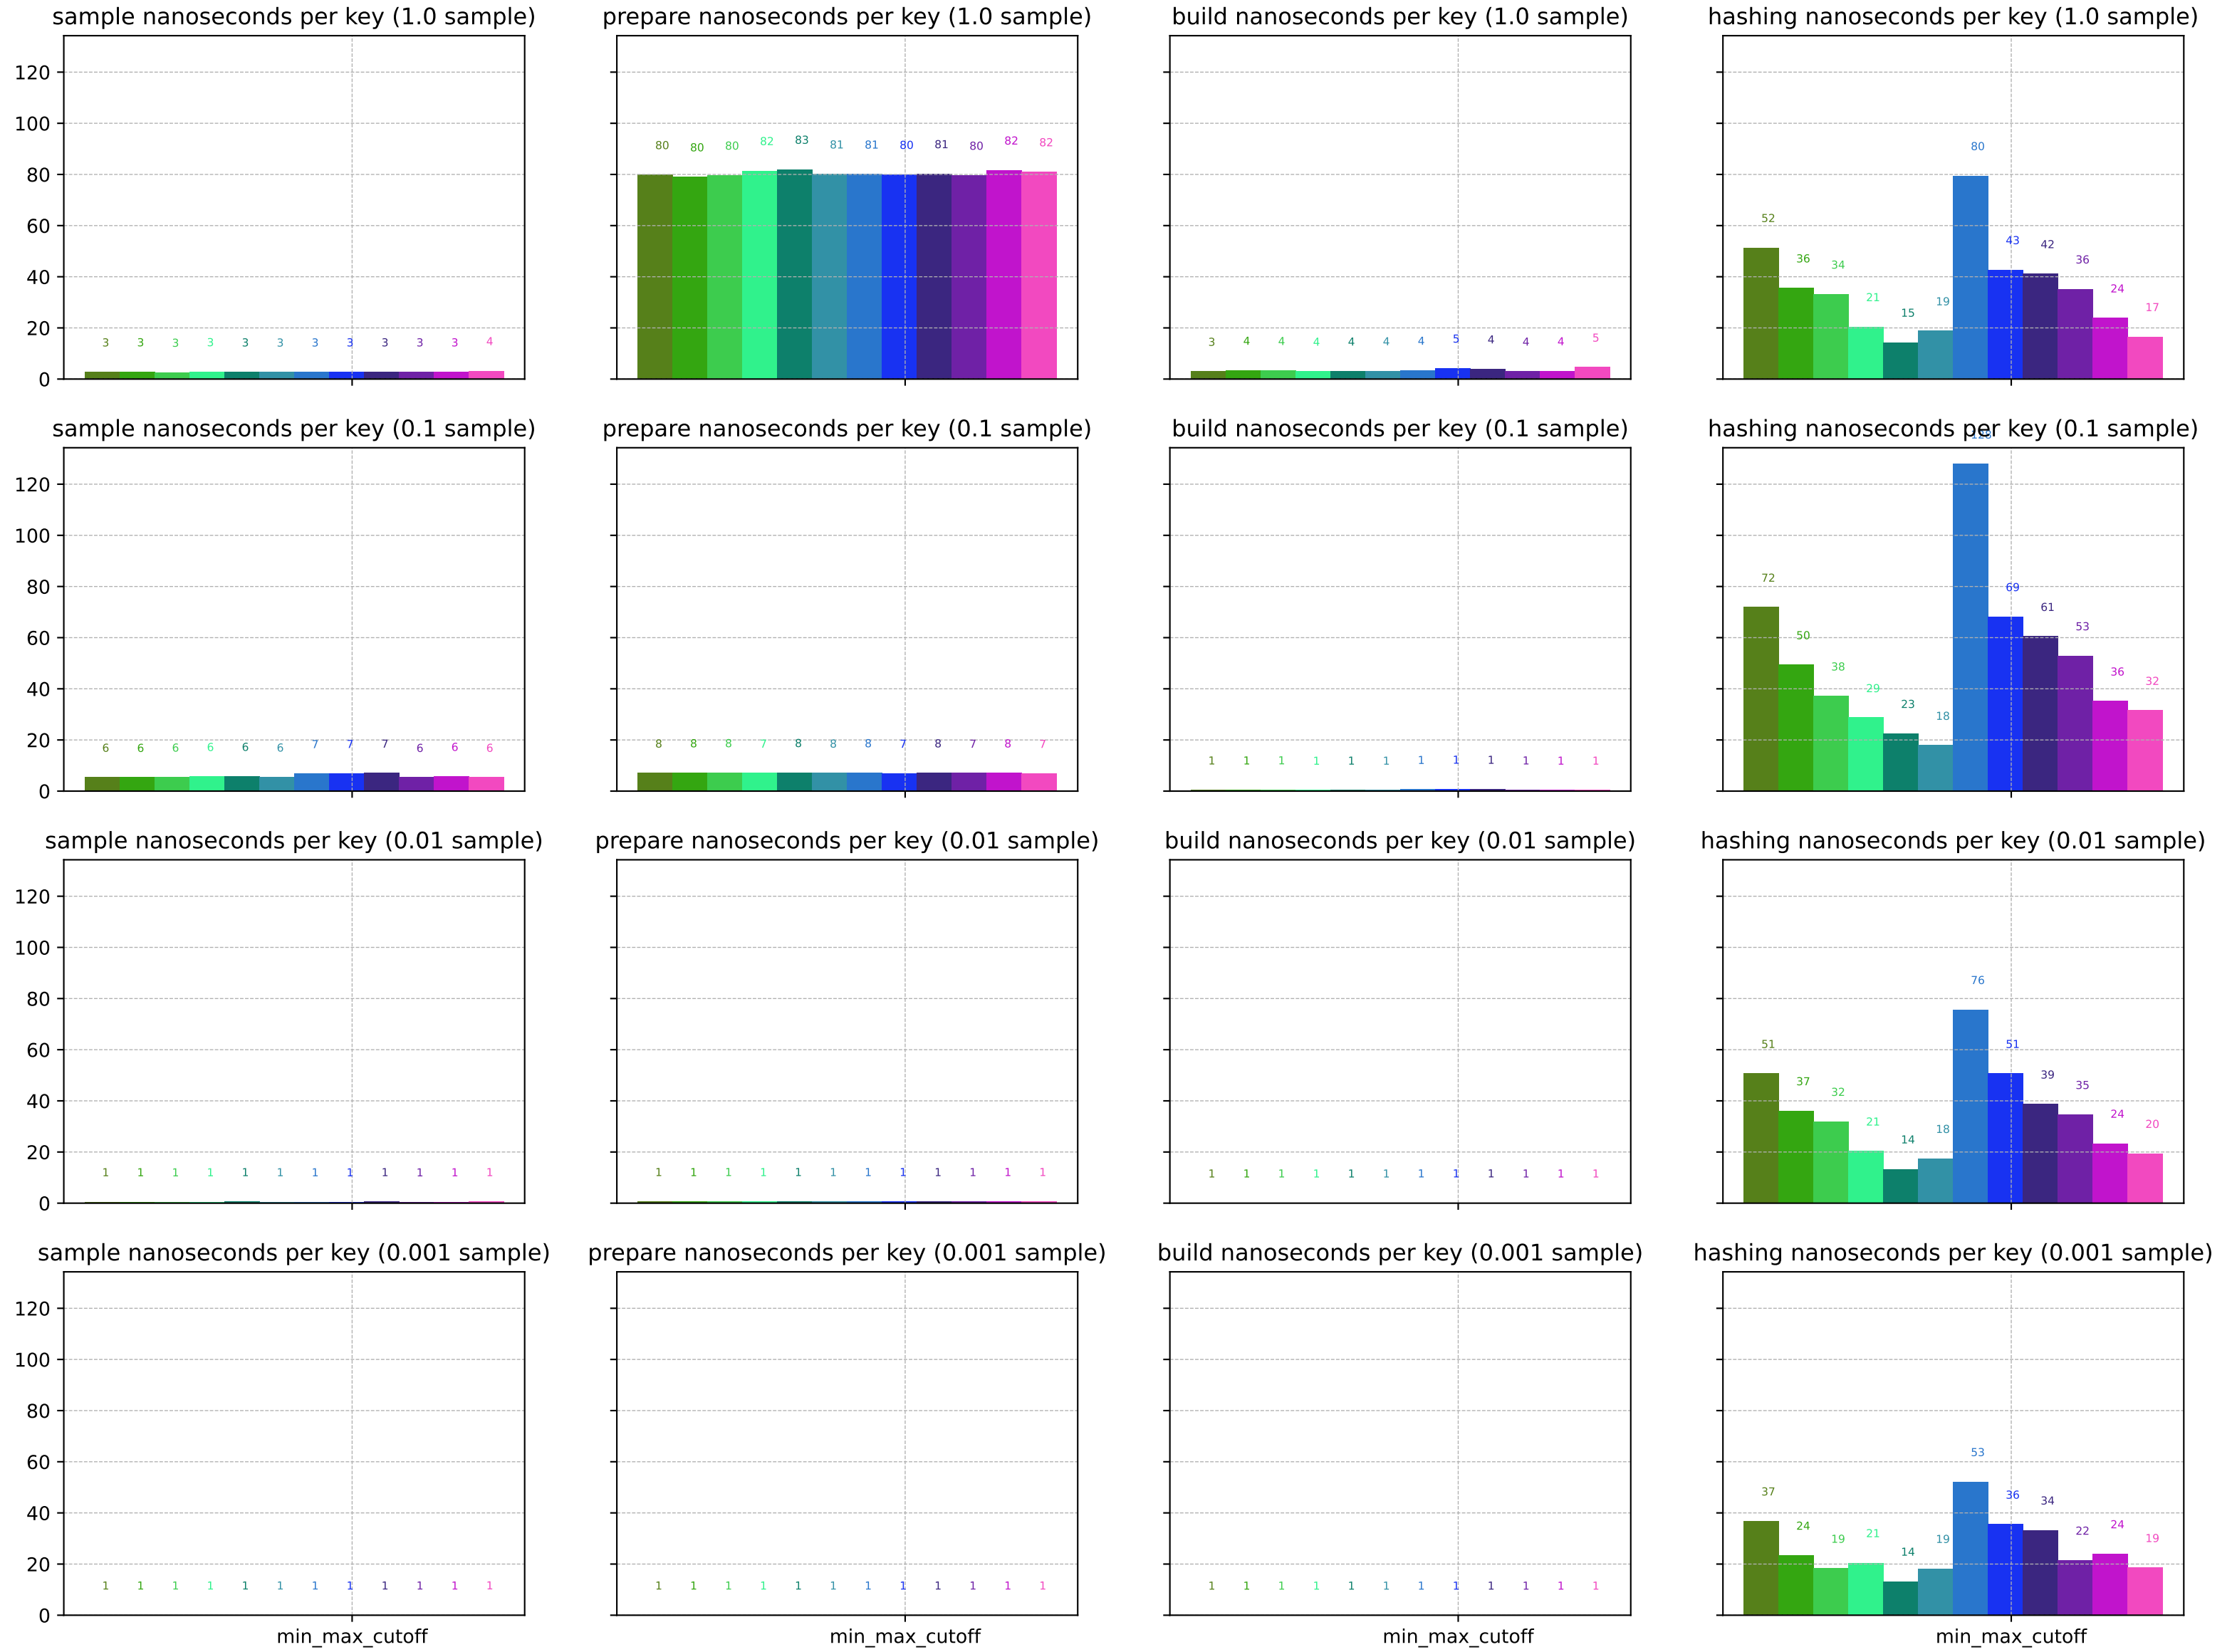 sample nanoseconds per key (1.0 sample) prepare nanoseconds per key (1.0 sample) build nanoseconds per key (1.0 sample) hashing nanoseconds per key (1.0 sample)
120
100
80
60
40
20
0
3 3 3 3 3 3 3 3 3 3 3 4
80 80 80 82 83 81 81 80 81 80 82 82
3 4 4 4 4 4 4 5 4 4 4 5
52 36 34 21 15 19 80 43 42 36 24 17
sample nanoseconds per key (0.1 sample) prepare nanoseconds per key (0.1 sample) build nanoseconds per key (0.1 sample) hashing nanoseconds per key (0.1 sample)
120
100
80
60
40
20
0
6 6 6 6 6 6 7 7 7 6 6 6
8 8 8 7 8 8 8 7 8 7 8 7
1 1 1 1 1 1 1 1 1 1 1 1
72 50 38 29 23 18 69 61 53 36 32
sample nanoseconds per key (0.01 sample) prepare nanoseconds per key (0.01 sample) build nanoseconds per key (0.01 sample) hashing nanoseconds per key (0.01 sample)
120
100
80
60
40
20
0
1 1 1 1 1 1 1 1 1 1 1 1
1 1 1 1 1 1 1 1 1 1 1 1
1 1 1 1 1 1 1 1 1 1 1 1
51 37 32 21 14 18 76 51 39 35 24 20
sample nanoseconds per key (0.001 sample) prepare nanoseconds per key (0.001 sample) build nanoseconds per key (0.001 sample) hashing nanoseconds per key (0.001 sample)
120
100
80
60
40
20
0
1 1 1 1 1 1 1 1 1 1 1 1
1 1 1 1 1 1 1 1 1 1 1 1
1 1 1 1 1 1 1 1 1 1 1 1
37 24 19 21 14 19 53 36 34 22 24 19
min_max_cutoff min_max_cutoff min_max_cutoff min_max_cutoff